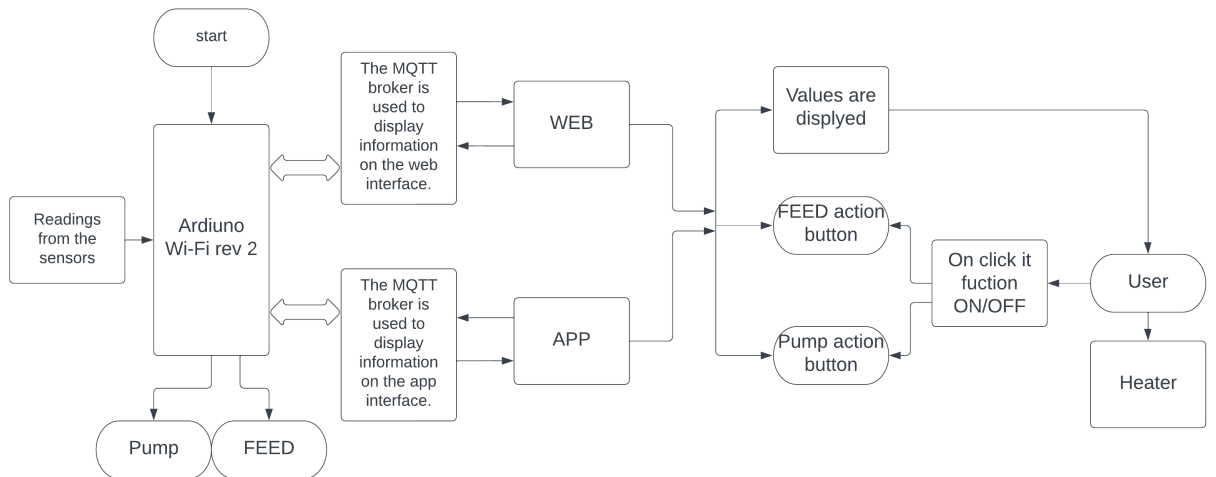 start
The MQTT
broker is
used to
display
information
on the web
interface.
WEB
Values are
displyed
Readings
from the
sensors
Ardiuno
Wi-Fi rev 2
FEED action
button
On click it
fuction
ON/OFF
User
The MQTT
broker is
used to
display
information
on the app
interface.
APP
Pump action
button
Heater
Pump
FEED